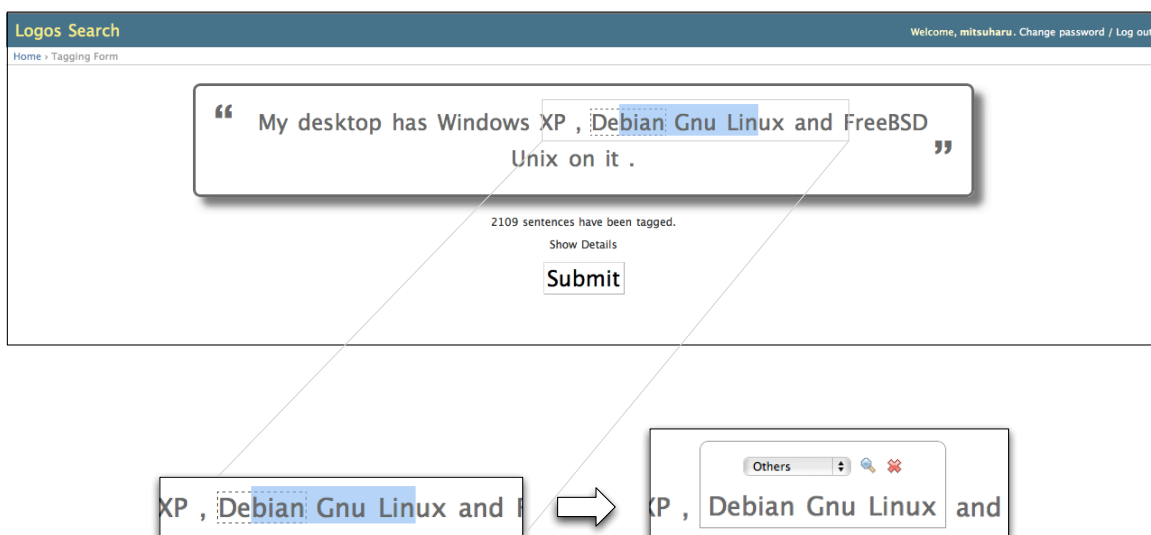 Logos Search
Welcome, mitsuharu. Change password / Log out
Home › Tagging Form
“ My desktop has Windows XP , Debian Gnu Linux and FreeBSD
Unix on it . ”
2109 sentences have been tagged.
Show Details
Submit
XP , Debian Gnu Linux and
Others
XP , Debian Gnu Linux and